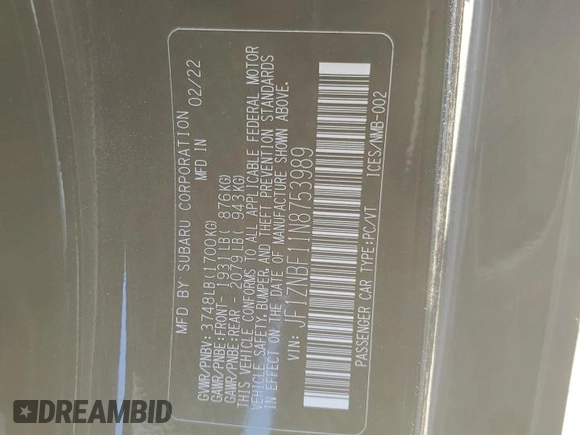 MFD BY SUBARU CORPORATION
MFD IN 02/22
GVWR/PNBV: 3748LB(1700KG)
GAWR/PNBE:FRONT- 1931LB( 876KG)
GAWR/PNBE:REAR - 2079LB( 943KG)
THIS VEHICLE CONFORMS TO ALL APPLICABLE FEDERAL MOTOR
VEHICLE SAFETY, BUMPER, AND THEFT PREVENTION STANDARDS
IN EFFECT ON THE DATE OF MANUFACTURE SHOWN ABOVE.
VIN: JF1ZNBF11N8753989
PASSENGER CAR TYPE:PC/VT ICES/NMB-002
DREAMBID